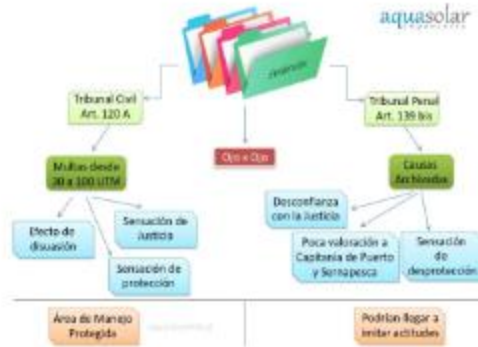 aquasolar
Tribunal Civil
Art. 120 A
Tribunal Penal
Art. 139 bis
Ojo x Ojo
Multas desde
30 a 100 UTM
Causas
Archivadas
Efecto de
disuasión
Sensación de
Justicia
Sensación de
protección
Desconfianza
con la Justicia
Poca valoración a
Capitanía de Puerto
y Sernapesca
Sensación
de
desprotección
Área de Manejo
Protegida
Podrían llegar a
imitar actitudes